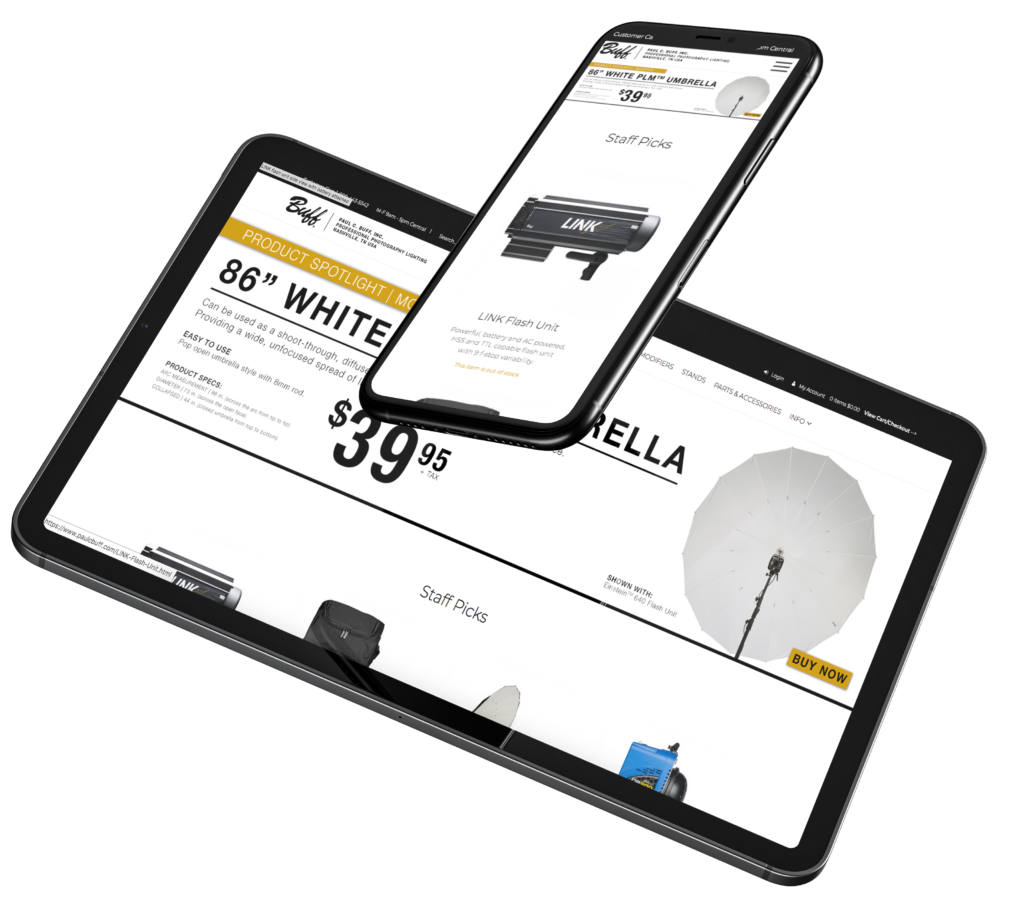 Customer Ca
pm Central
Buff.
PAUL C. BUFF, INC.
PROFESSIONAL PHOTOGRAPHY LIGHTING
NASHVILLE, TN USA
86” WHITE PLM™ UMBRELLA
$39 95
BUY NOW
Staff Picks
LINK
LINK Flash Unit
Powerful, battery and AC powered,
HSS and TTL capable flash unit
with 9 f-stop variability.
This item is out of stock
M-F 9am - 5pm Central
Search...
Buff.
PAUL C. BUFF, INC.
PROFESSIONAL PHOTOGRAPHY LIGHTING
NASHVILLE, TN USA
MODIFIERS
STANDS
PARTS & ACCESSORIES
INFO
Login
My Account
0 items $0.00
View Cart/Checkout
PRODUCT SPOTLIGHT | MO
86” WHITE
RELLA
Can be used as a shoot-through, diffuse
Providing a wide, unfocused spread of
EASY TO USE
Pop open umbrella style with 8mm rod.
PRODUCT SPECS:
ARC MEASUREMENT | 86 in. (across the arc from tip to tip)
DIAMETER | 73 in. (across the open face)
COLLAPSED | 44 in. (closed umbrella from top to bottom)
$39 95
+ TAX
SHOWN WITH:
Einstein™ 640 Flash Unit
BUY NOW
https://www.paulcbuff.com/LINK-Flash-Unit.html
LINK
Staff Picks